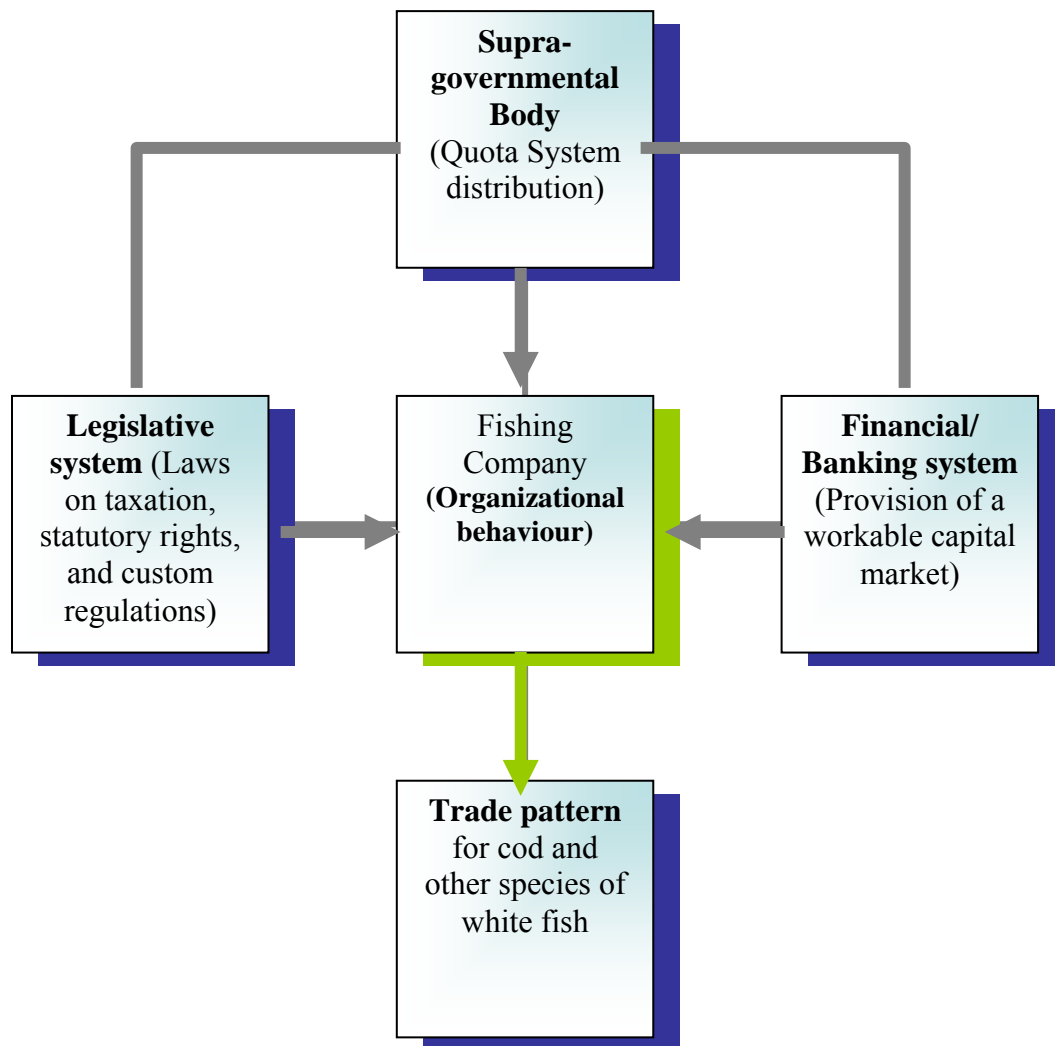 Supra-
governmental
Body
(Quota System
distribution)
Legislative
system (Laws
on taxation,
statutory rights,
and custom
regulations)
Fishing
Company
(Organizational
behaviour)
Financial/
Banking system
(Provision of a
workable capital
market)
Trade pattern
for cod and
other species of
white fish